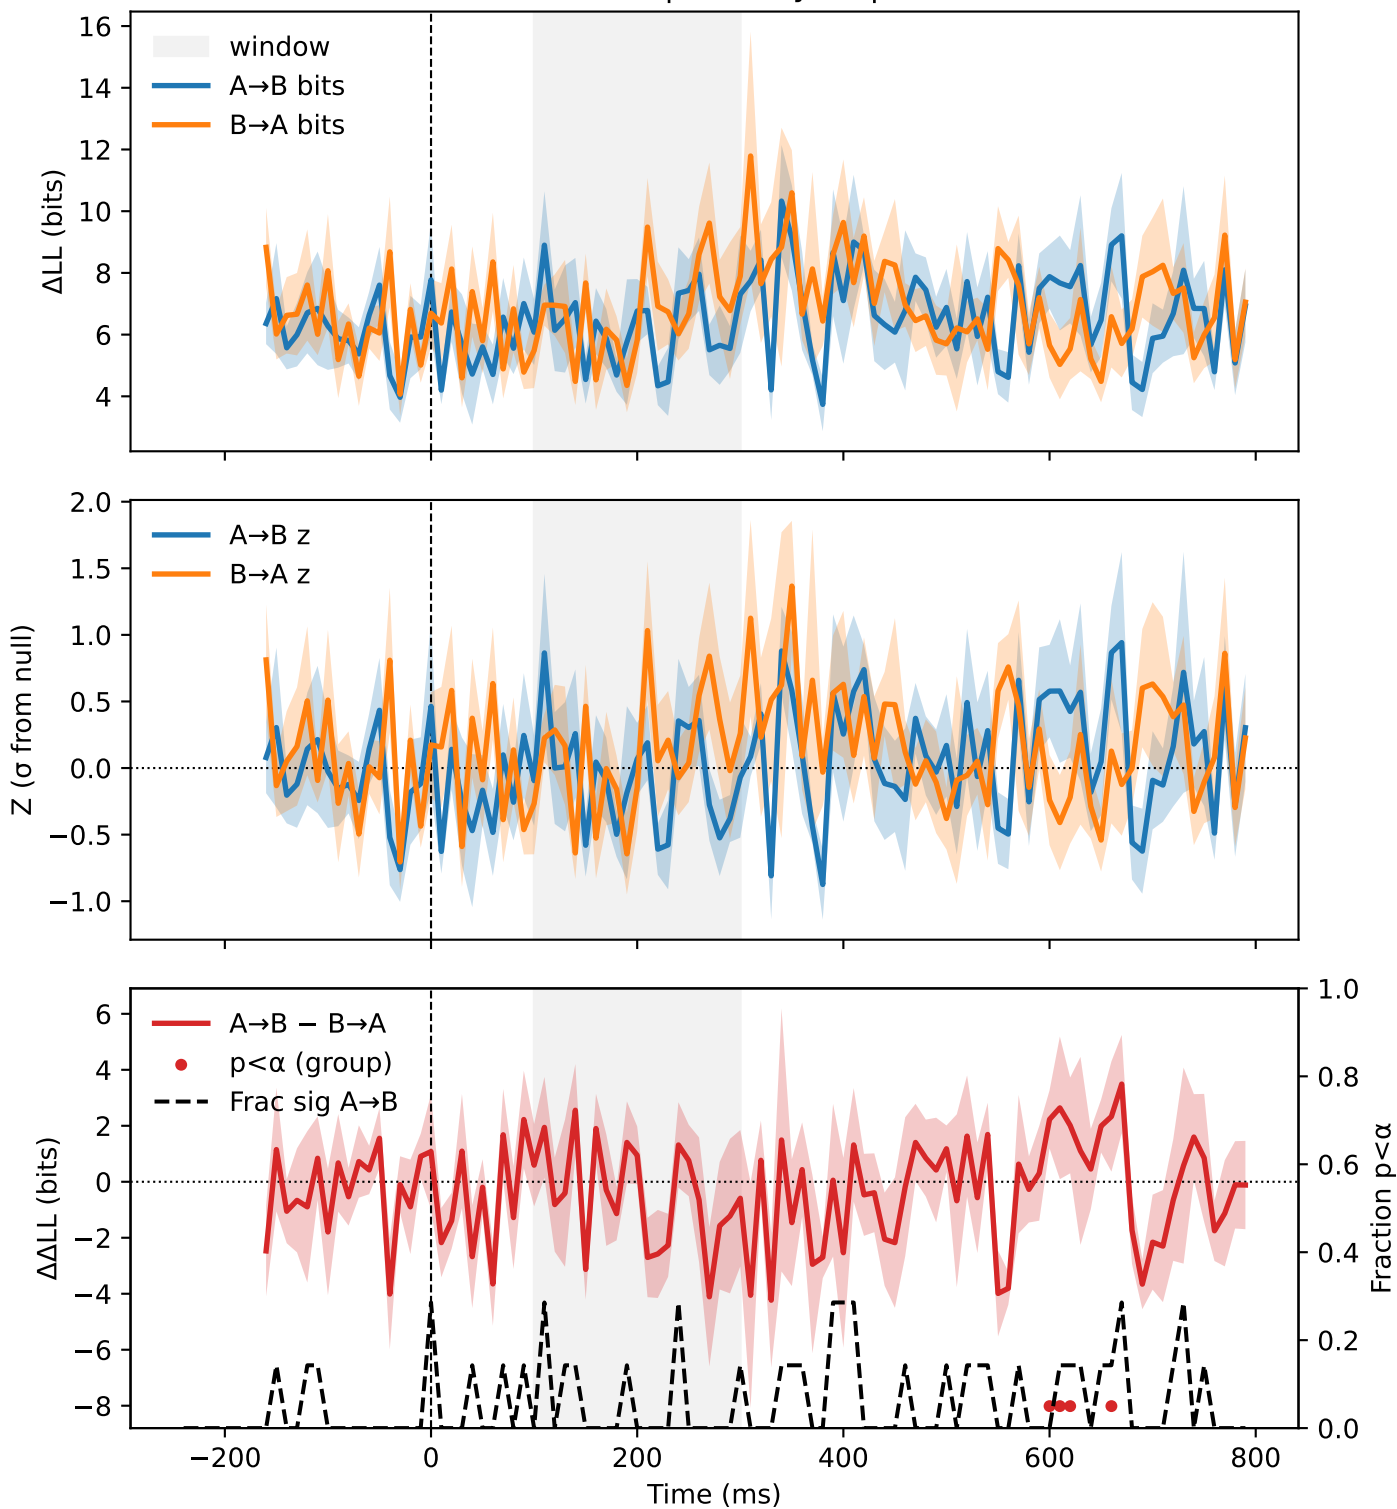 window
A→B bits
B→A bits
ΔLL (bits)
16
14
12
10
8
6
4
A→B z
B→A z
Z (σ from null)
2.0
1.5
1.0
0.5
0.0
−0.5
−1.0
A→B − B→A
p<α (group)
Frac sig A→B
ΔΔLL (bits)
6
4
2
0
−2
−4
−6
−8
1.0
0.8
0.6
0.4
0.2
0.0
Fraction p<α
−200
0
200
400
600
800
Time (ms)